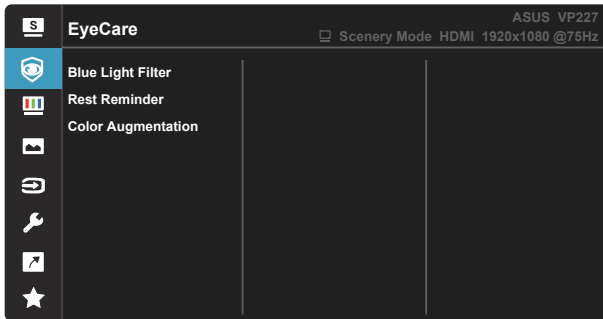 S
EyeCare
ASUS VP227
Scenery Mode HDMI 1920x1080 @75Hz
Blue Light Filter
Rest Reminder
Color Augmentation